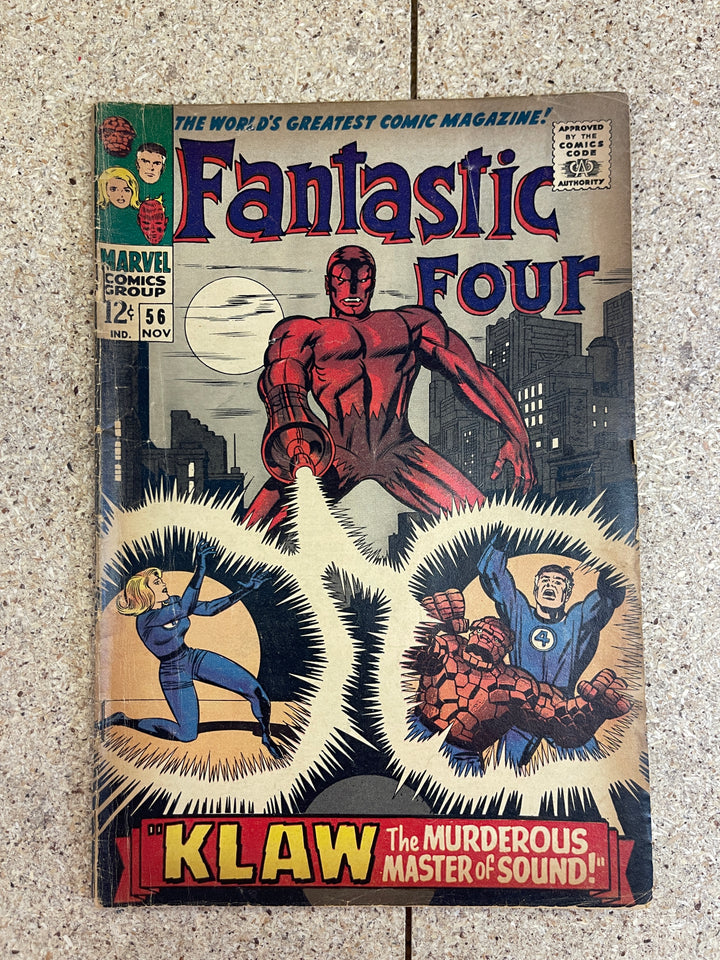 THE WORLD'S GREATEST COMIC MAGAZINE!
Fantastic
Four
APPROVED
BY THE
COMICS
CODE
CA
AUTHORITY
MARVEL
COMICS
GROUP
12¢
IND.
56
NOV
4
"KLAW The MURDEROUS
MASTER of SOUND!"